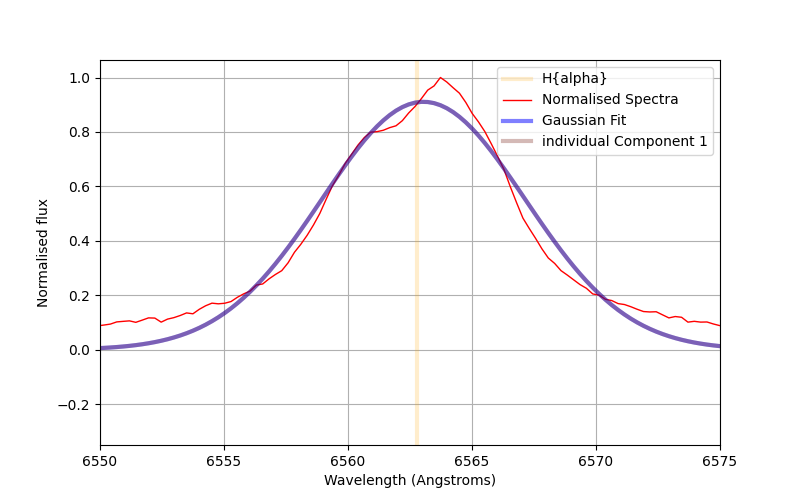 1.0
0.8
0.6
0.4
0.2
0.0
−0.2
Normalised flux
6550 6555 6560 6565 6570 6575
Wavelength (Angstroms)
H{alpha}
Normalised Spectra
Gaussian Fit
individual Component 1